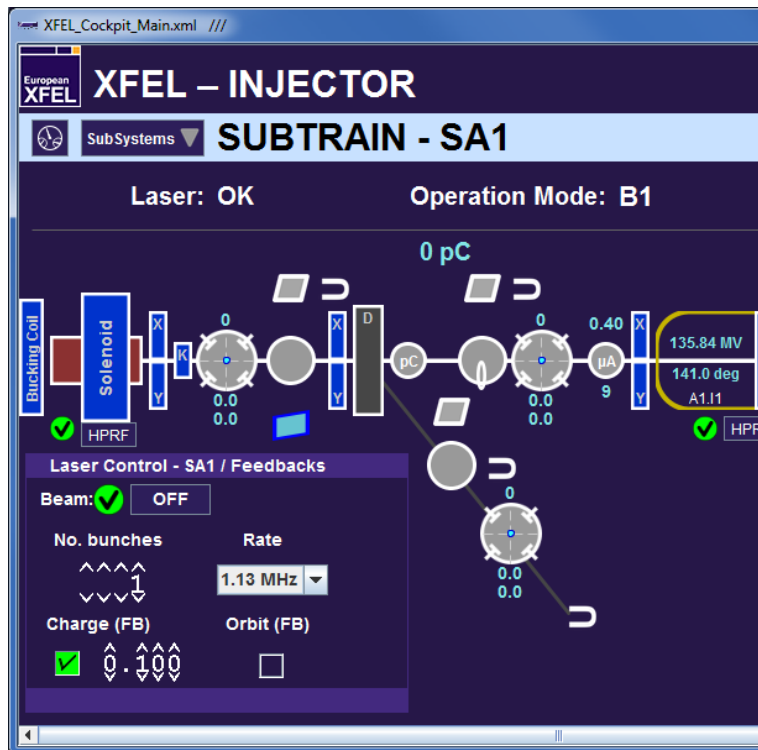 XFEL_Cockpit_Main.xml ///
European
XFEL
XFEL – INJECTOR
SubSystems
SUBTRAIN - SA1
Laser: OK
Operation Mode: B1
0 pC
Bucking Coil
Solenoid
X
Y
K
0
0.0
0.0
X
Y
D
pC
0
0.0
0.0
0.40
µA
9
X
Y
135.84 MV
141.0 deg
A1.I1
HPRF
HPR
Laser Control - SA1 / Feedbacks
Beam:
OFF
No. bunches
Rate
1
1.13 MHz
Charge (FB)
Orbit (FB)
0.100
0
0.0
0.0